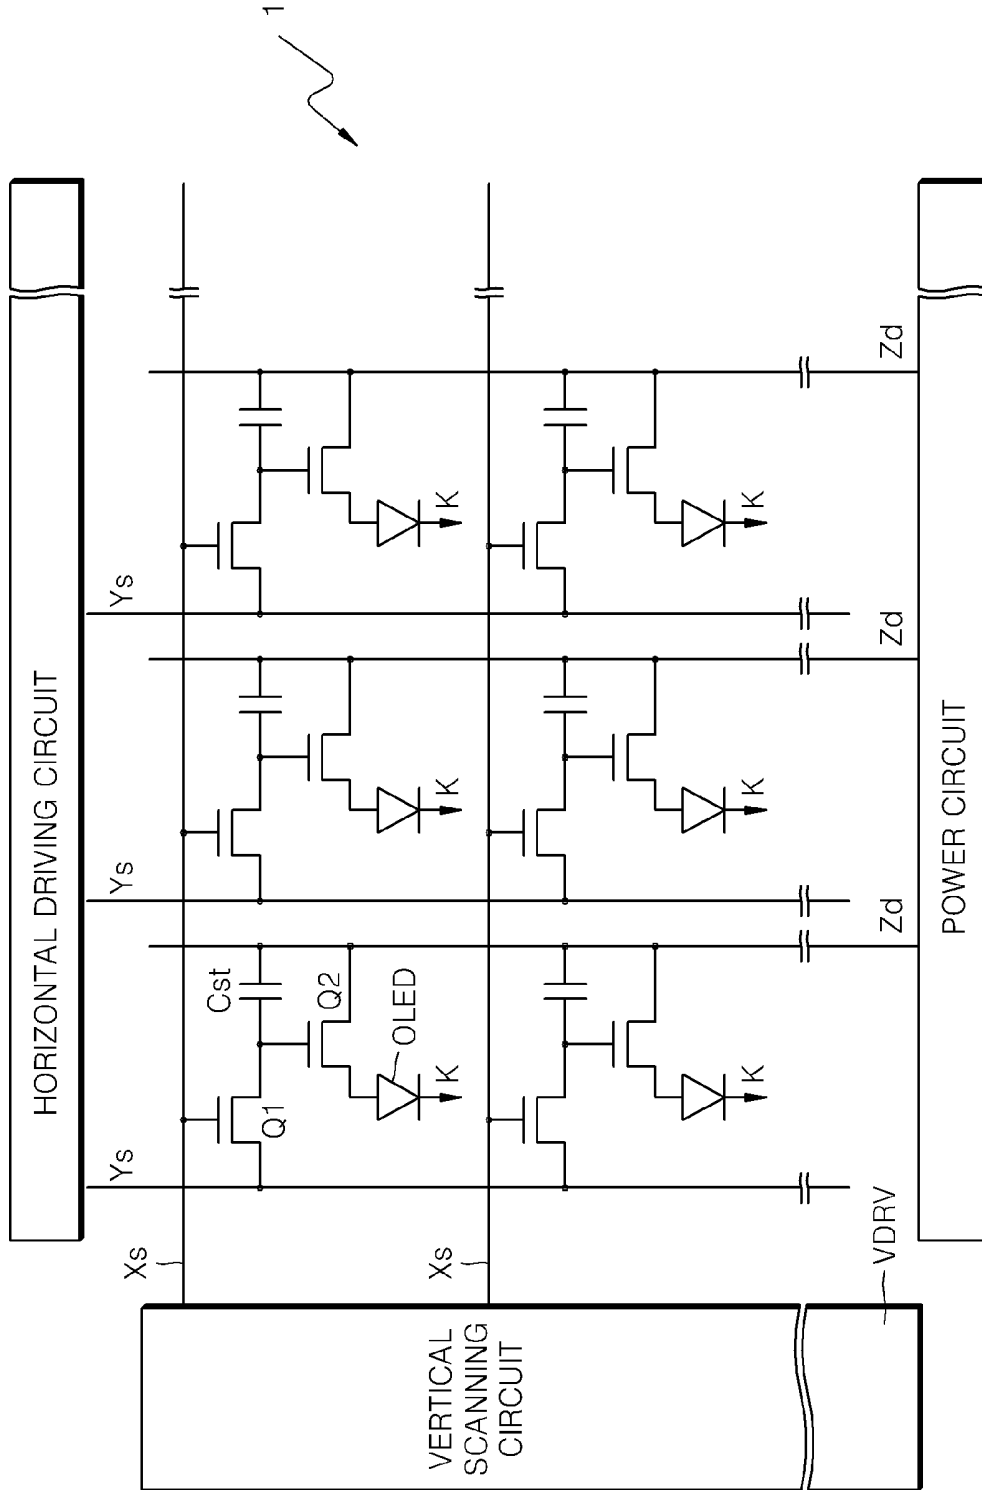 HORIZONTAL DRIVING CIRCUIT
Ys
Ys
Ys
Xs
Cst
Q1
1
Q2
OLED
K
K
K
Xs
VERTICAL
SCANNING
CIRCUIT
K
K
K
VDRV
Zd
Zd
Zd
POWER CIRCUIT